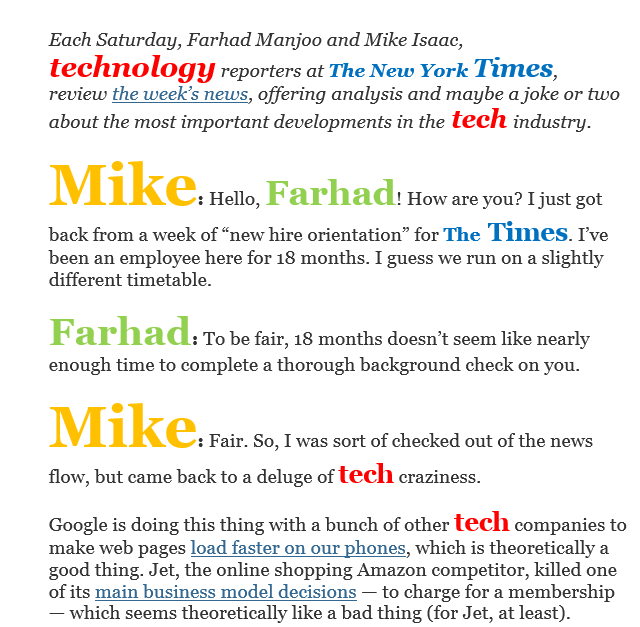 Each Saturday, Farhad Manjoo and Mike Isaac,
technology reporters at The New York Times,
review the week’s news, offering analysis and maybe a joke or two
about the most important developments in the tech industry.
Mike: Hello, Farhad! How are you? I just got
back from a week of “new hire orientation” for The Times. I’ve
been an employee here for 18 months. I guess we run on a slightly
different timetable.
Farhad: To be fair, 18 months doesn’t seem like nearly
enough time to complete a thorough background check on you.
Mike: Fair. So, I was sort of checked out of the news
flow, but came back to a deluge of tech craziness.
Google is doing this thing with a bunch of other tech companies to
make web pages load faster on our phones, which is theoretically a
good thing. Jet, the online shopping Amazon competitor, killed one
of its main business model decisions — to charge for a membership
— which seems theoretically like a bad thing (for Jet, at least).